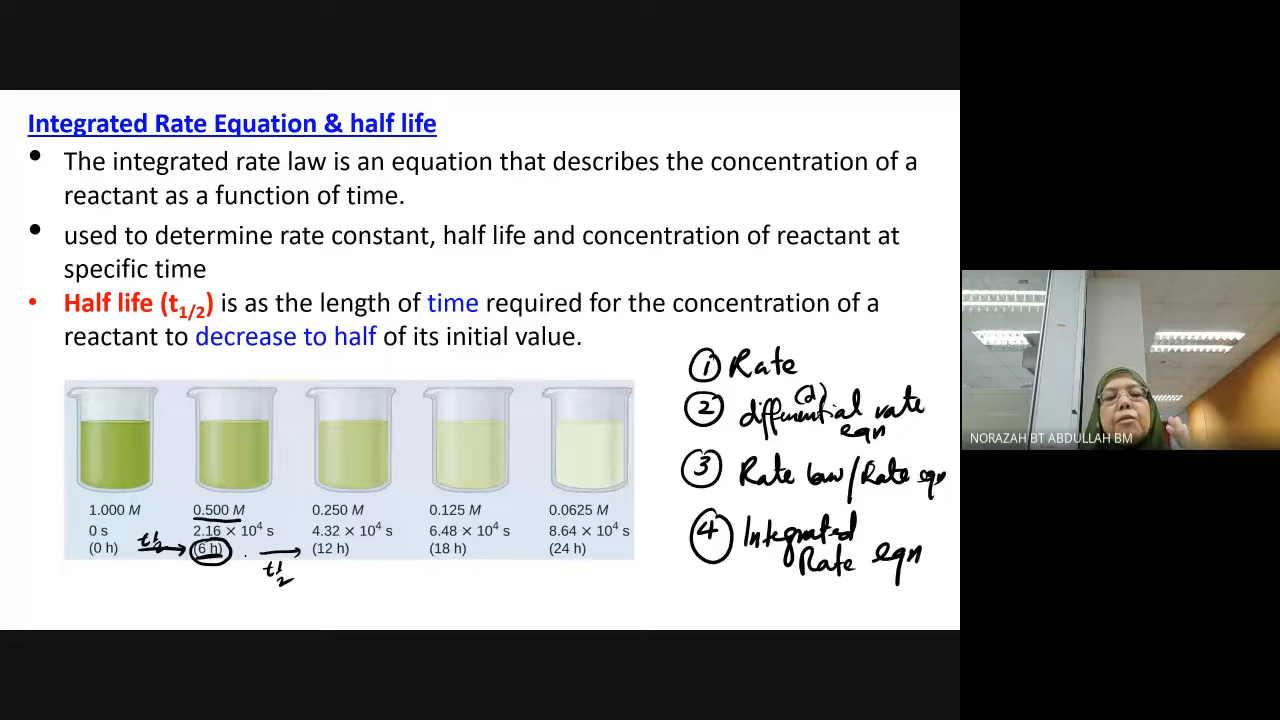 Integrated Rate Equation & half life
• The integrated rate law is an equation that describes the concentration of a
reactant as a function of time.
• used to determine rate constant, half life and concentration of reactant at
specific time
• Half life (t1/2) is as the length of time required for the concentration of a
reactant to decrease to half of its initial value.
① Rate
② differential (d) rate
eqn
③ Rate law/Rate eqn
④ Integrated
Rate eqn
1.000 M 0.500 M 0.250 M 0.125 M 0.0625 M
0 s 2.16 × 10⁴ s 4.32 × 10⁴ s 6.48 × 10⁴ s 8.64 × 10⁴ s
(0 h) t½ (6 h) (12 h) (18 h) (24 h)
t½
NORAZAH BT ABDULLAH BM